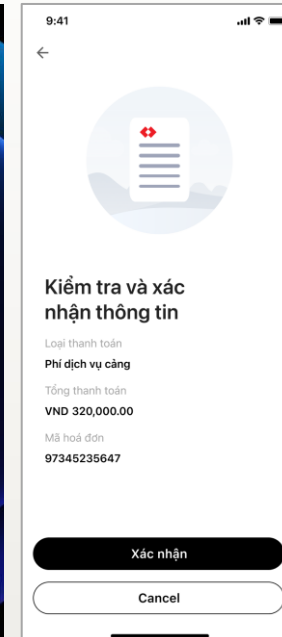 9:41
Kiểm tra và xác
nhận thông tin
Loại thanh toán
Phí dịch vụ cảng
Tổng thanh toán
VND 320,000.00
Mã hoá đơn
97345235647
Xác nhận
Cancel